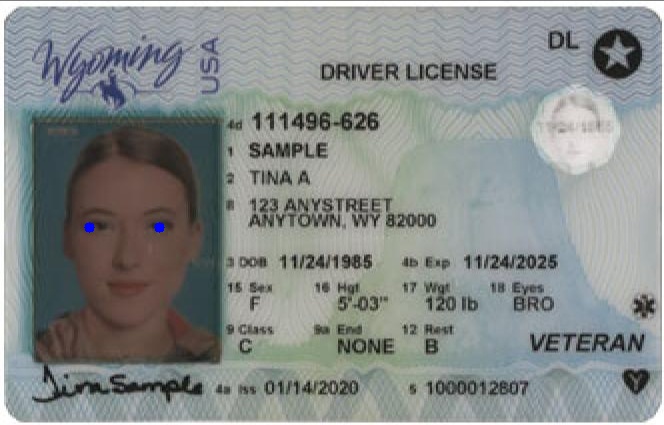 Wyoming USA
DL
DRIVER LICENSE
4d 111496-626
1 SAMPLE
2 TINA A
8 123 ANYSTREET
ANYTOWN, WY 82000
3 DOB 11/24/1985 4b Exp 11/24/2025
15 Sex 16 Hgt 17 Wgt 18 Eyes
F 5'-03" 120 lb BRO
9 Class 9a End 12 Rest
C NONE B
VETERAN
Tina Sample 4a Iss 01/14/2020 5 1000012807
Y